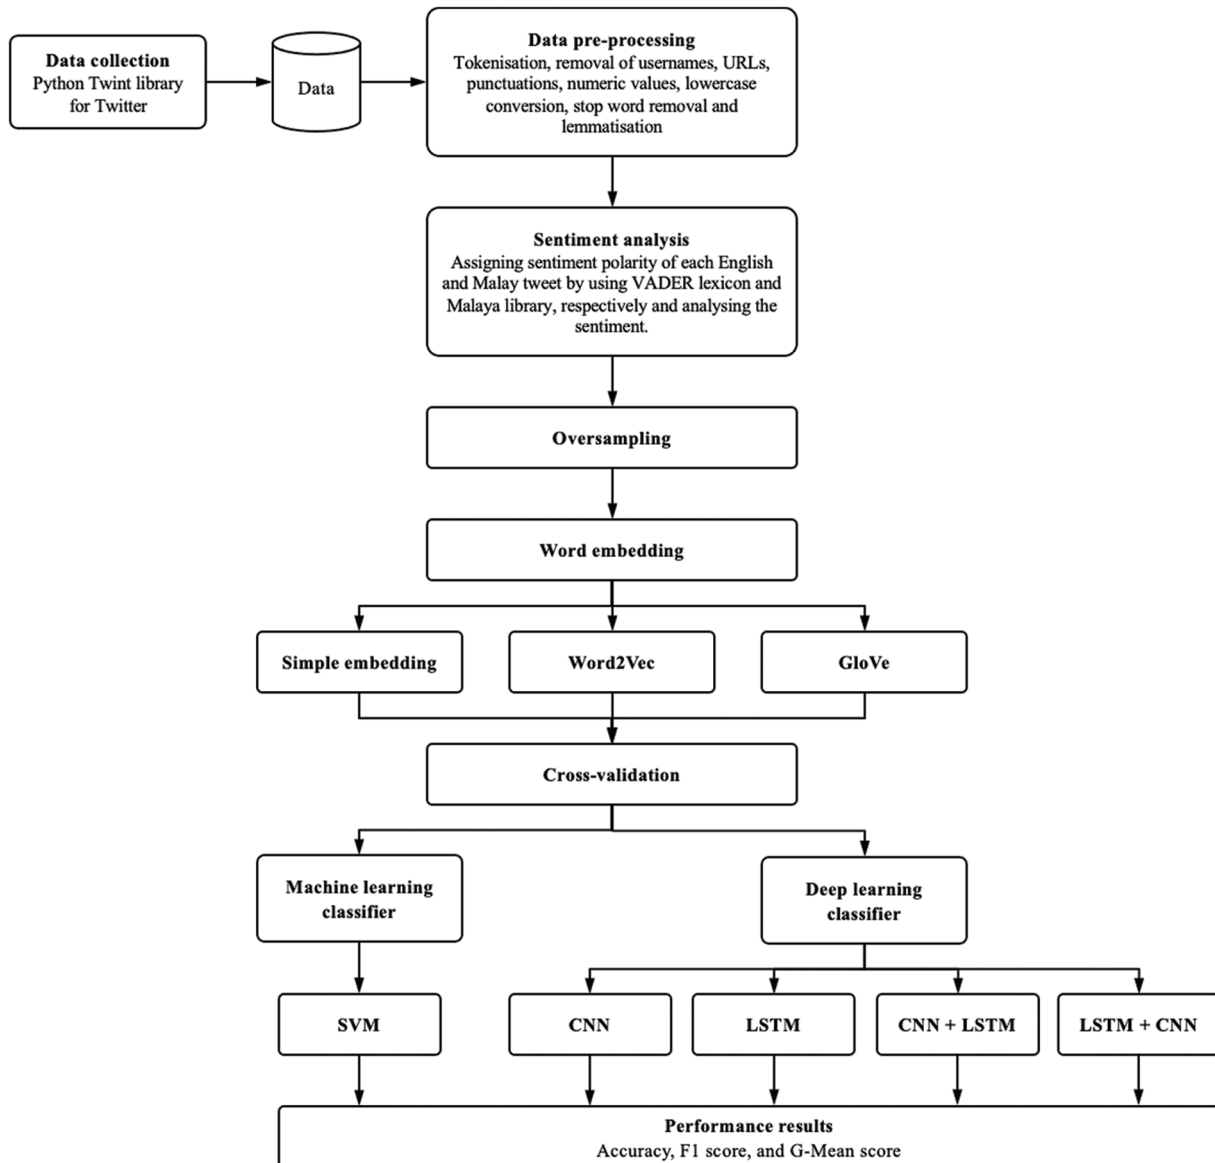 Data collection
Python Twint library
for Twitter
Data
Data pre-processing
Tokenisation, removal of usernames, URLs,
punctuations, numeric values, lowercase
conversion, stop word removal and
lemmatisation
Sentiment analysis
Assigning sentiment polarity of each English
and Malay tweet by using VADER lexicon and
Malaya library, respectively and analysing the
sentiment.
Oversampling
Word embedding
Simple embedding
Word2Vec
GloVe
Cross-validation
Machine learning
classifier
Deep learning
classifier
SVM
CNN
LSTM
CNN + LSTM
LSTM + CNN
Performance results
Accuracy, F1 score, and G-Mean score